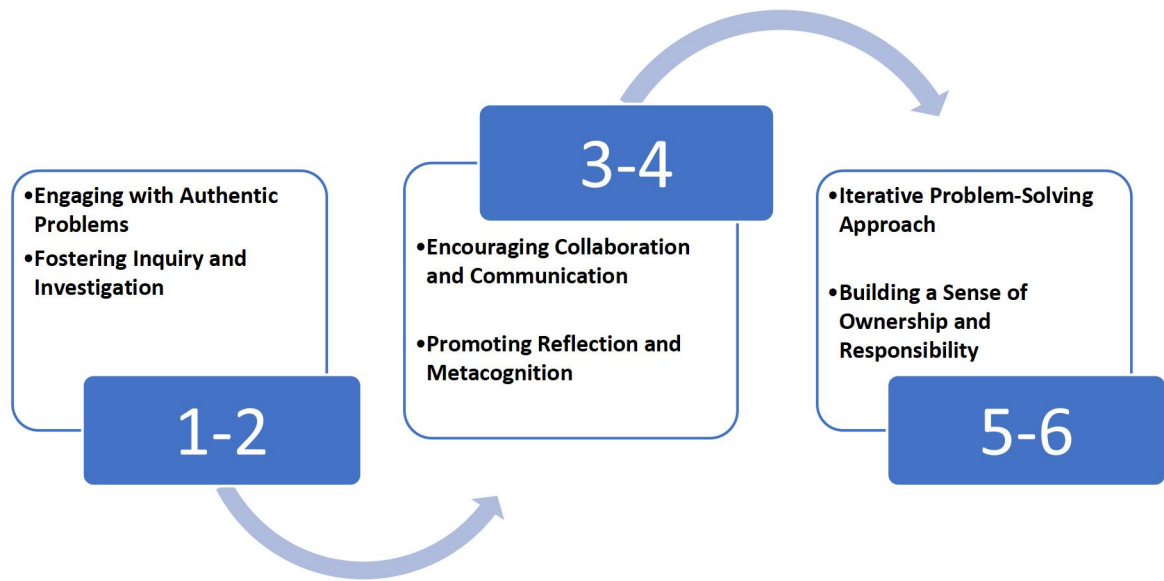 •Engaging with Authentic
Problems
•Fostering Inquiry and
Investigation
1-2
3-4
•Encouraging Collaboration
and Communication
•Promoting Reflection and
Metacognition
•Iterative Problem-Solving
Approach
•Building a Sense of
Ownership and
Responsibility
5-6